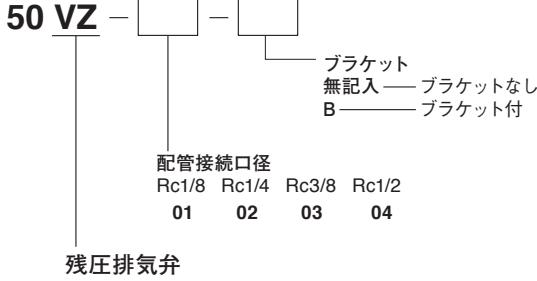 50 VZ － －
ブラケット
無記入 ── ブラケットなし
B ──── ブラケット付
配管接続口径
Rc1/8 Rc1/4 Rc3/8 Rc1/2
01 02 03 04
残圧排気弁